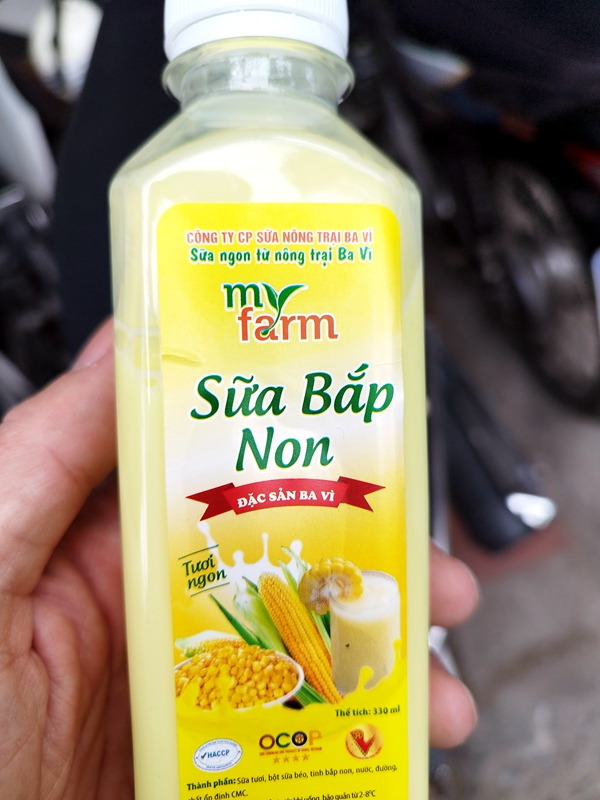 CÔNG TY CP SỮA NÔNG TRẠI BA VÌ
Sữa ngon từ nông trại Ba Vì
my
farm
Sữa Bắp
Non
ĐẶC SẢN BA VÌ
Tươi
ngon
Thể tích: 330 ml
HACCP
OCOP
Thành phần: Sữa tươi, bột sữa béo, tinh bắp non, nước, đường,
chất ổn định CMC.
khi uống, bảo quản từ 2-8°C